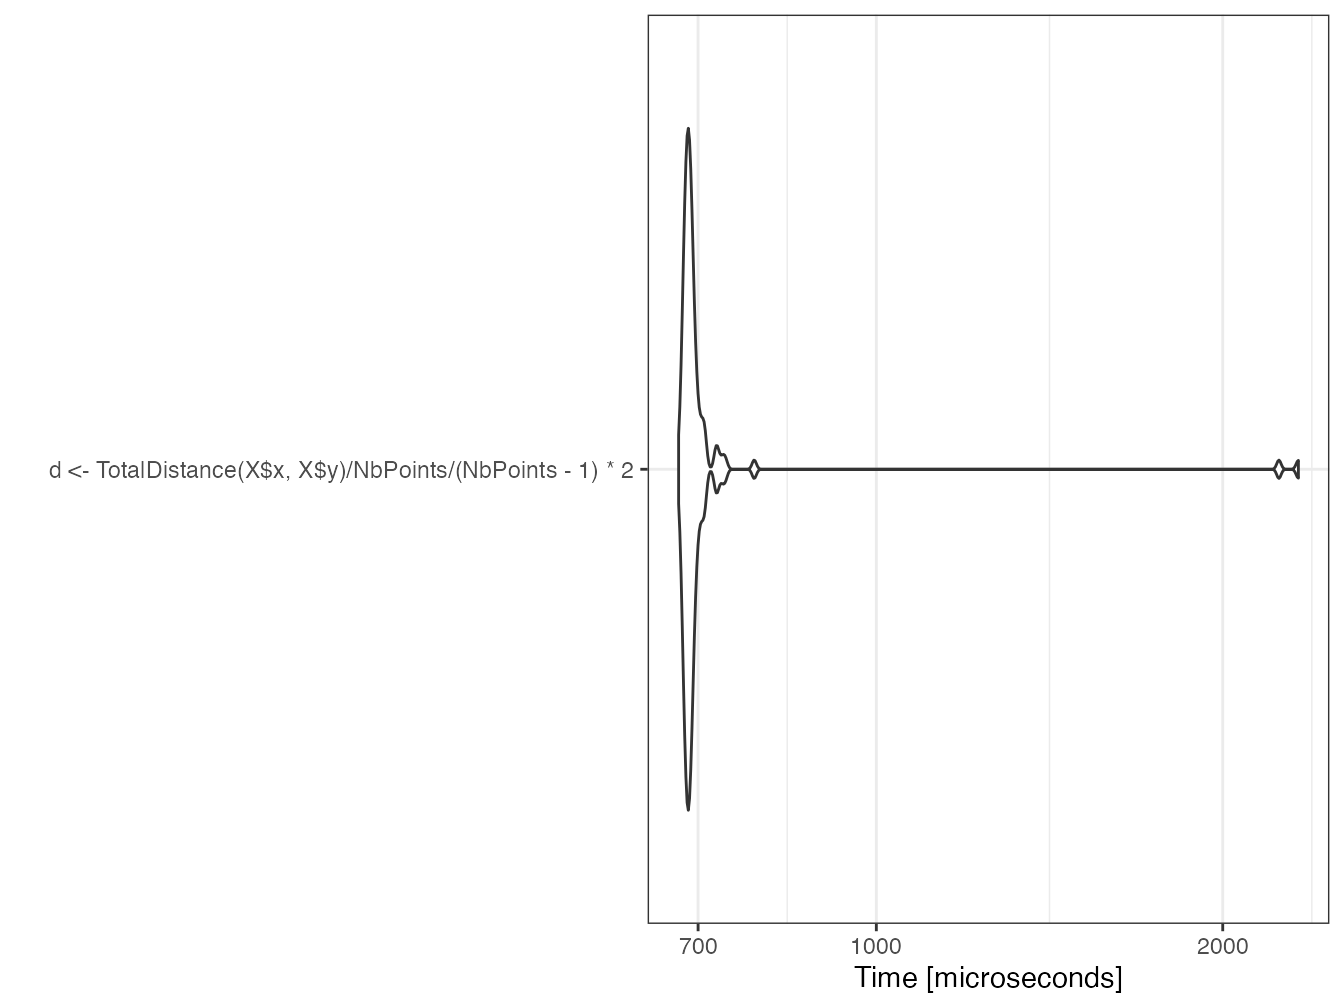 d <- TotalDistance(X$x, X$y)/NbPoints/(NbPoints - 1) * 2
700 1000 2000
Time [microseconds]